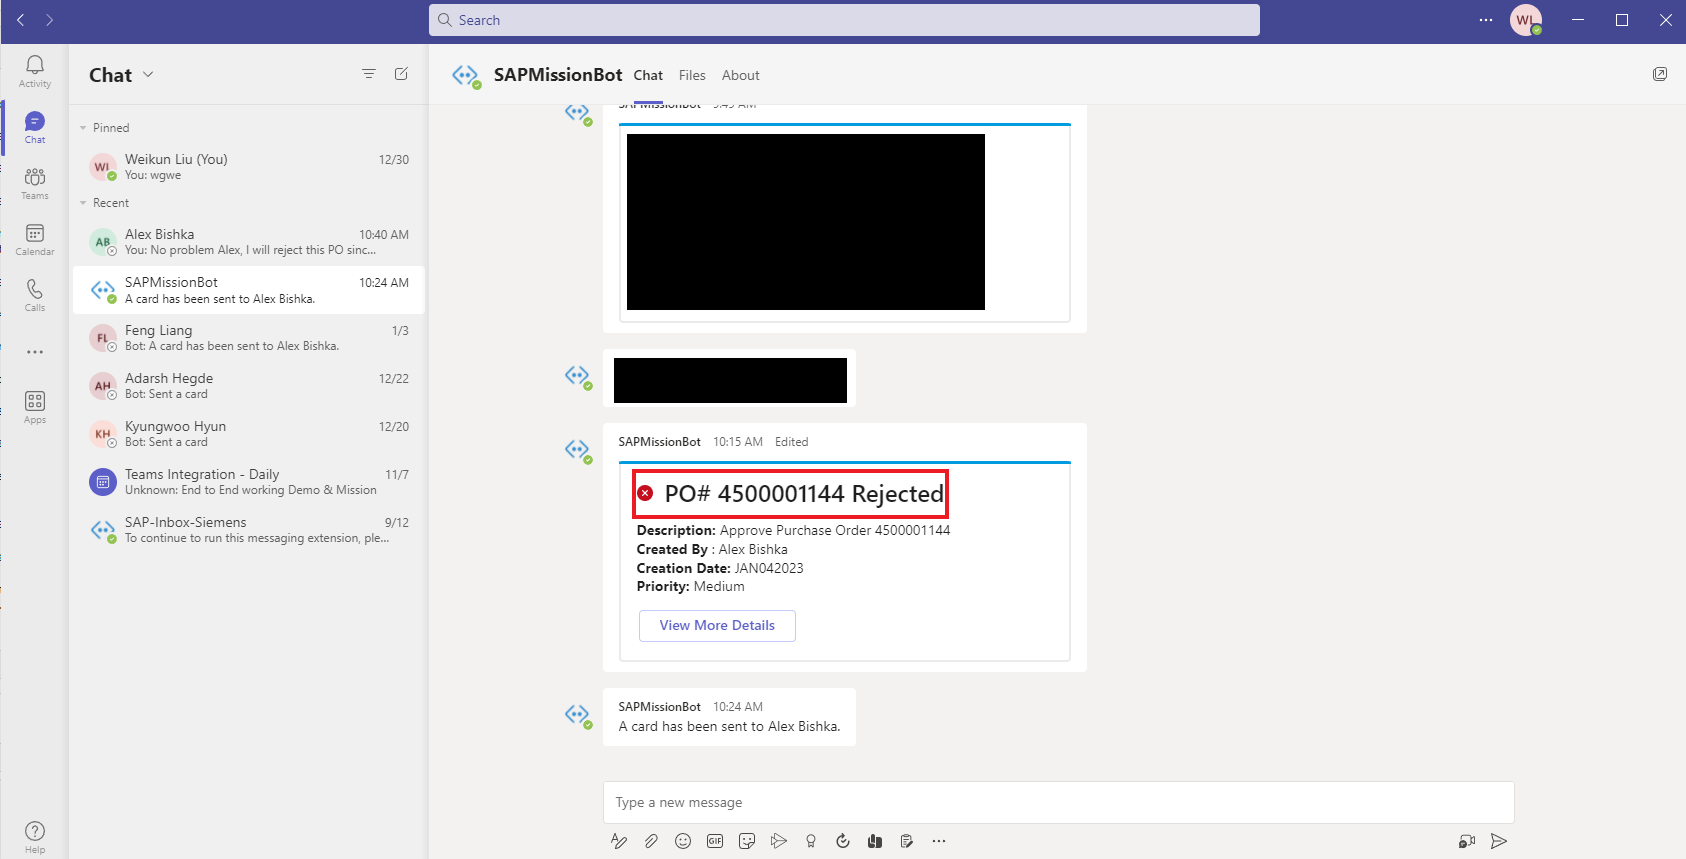 Search
WL
Activity
Chat
Teams
Calendar
Calls
Apps
Help
Chat
Pinned
WL
Weikun Liu (You)
12/30
You: wgwe
Recent
AB
Alex Bishka
10:40 AM
You: No problem Alex, I will reject this PO sinc...
SAPMissionBot
10:24 AM
A card has been sent to Alex Bishka.
FL
Feng Liang
1/3
Bot: A card has been sent to Alex Bishka.
AH
Adarsh Hegde
12/22
Bot: Sent a card
KH
Kyungwoo Hyun
12/20
Bot: Sent a card
Teams Integration - Daily
11/7
Unknown: End to End working Demo & Mission
SAP-Inbox-Siemens
9/12
To continue to run this messaging extension, ple...
SAPMissionBot
Chat
Files
About
SAPMissionBot
SAPMissionBot 10:15 AM Edited
PO# 4500001144 Rejected
Description: Approve Purchase Order 4500001144
Created By : Alex Bishka
Creation Date: JAN042023
Priority: Medium
View More Details
SAPMissionBot 10:24 AM
A card has been sent to Alex Bishka.
Type a new message
GIF